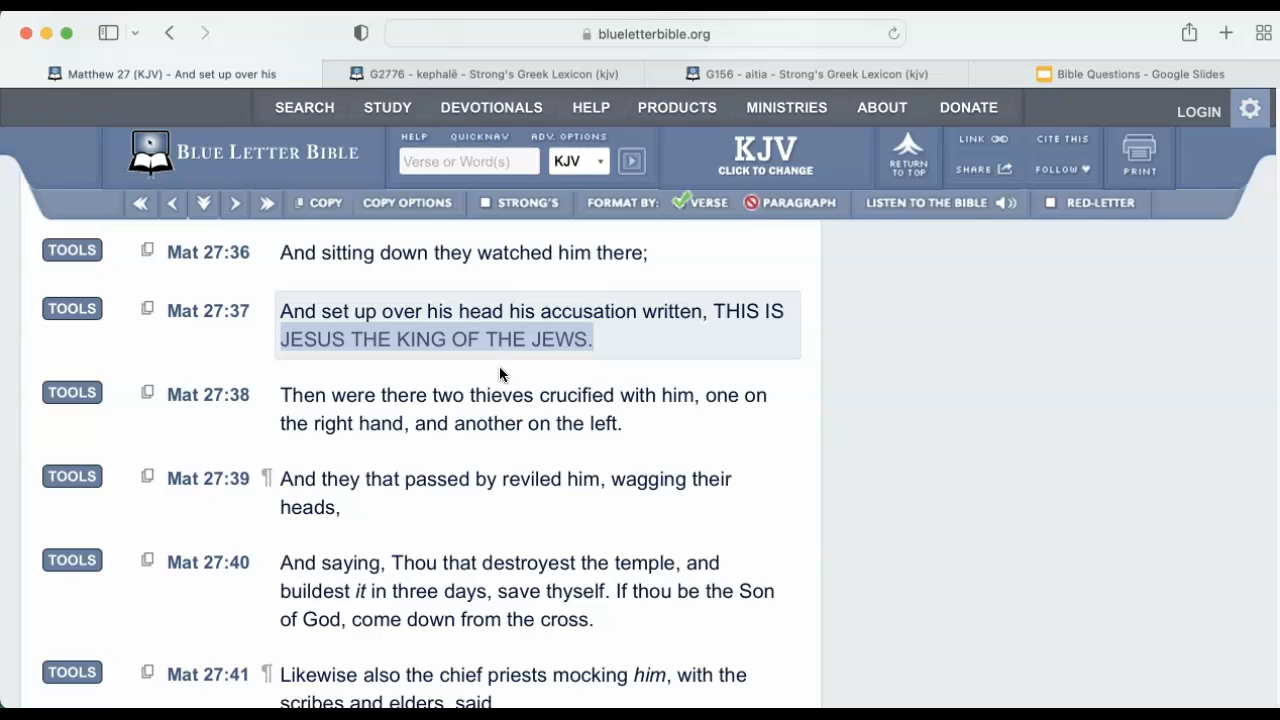 blueletterbible.org
Matthew 27 (KJV) - And set up over his
G2776 - kephalē - Strong's Greek Lexicon (kjv)
G156 - aitia - Strong's Greek Lexicon (kjv)
Bible Questions - Google Slides
SEARCH STUDY DEVOTIONALS HELP PRODUCTS MINISTRIES ABOUT DONATE LOGIN
HELP QUICKNAV ADV. OPTIONS
BLUE LETTER BIBLE
Verse or Word(s) KJV
KJV
CLICK TO CHANGE
RETURN
TO TOP
LINK CITE THIS
SHARE FOLLOW
PRINT
COPY COPY OPTIONS STRONG'S FORMAT BY: VERSE PARAGRAPH LISTEN TO THE BIBLE RED-LETTER
TOOLS Mat 27:36 And sitting down they watched him there;
TOOLS Mat 27:37 And set up over his head his accusation written, THIS IS
JESUS THE KING OF THE JEWS.
TOOLS Mat 27:38 Then were there two thieves crucified with him, one on
the right hand, and another on the left.
TOOLS Mat 27:39 ¶ And they that passed by reviled him, wagging their
heads,
TOOLS Mat 27:40 And saying, Thou that destroyest the temple, and
buildest it in three days, save thyself. If thou be the Son
of God, come down from the cross.
TOOLS Mat 27:41 ¶ Likewise also the chief priests mocking him, with the
scribes and elders, said